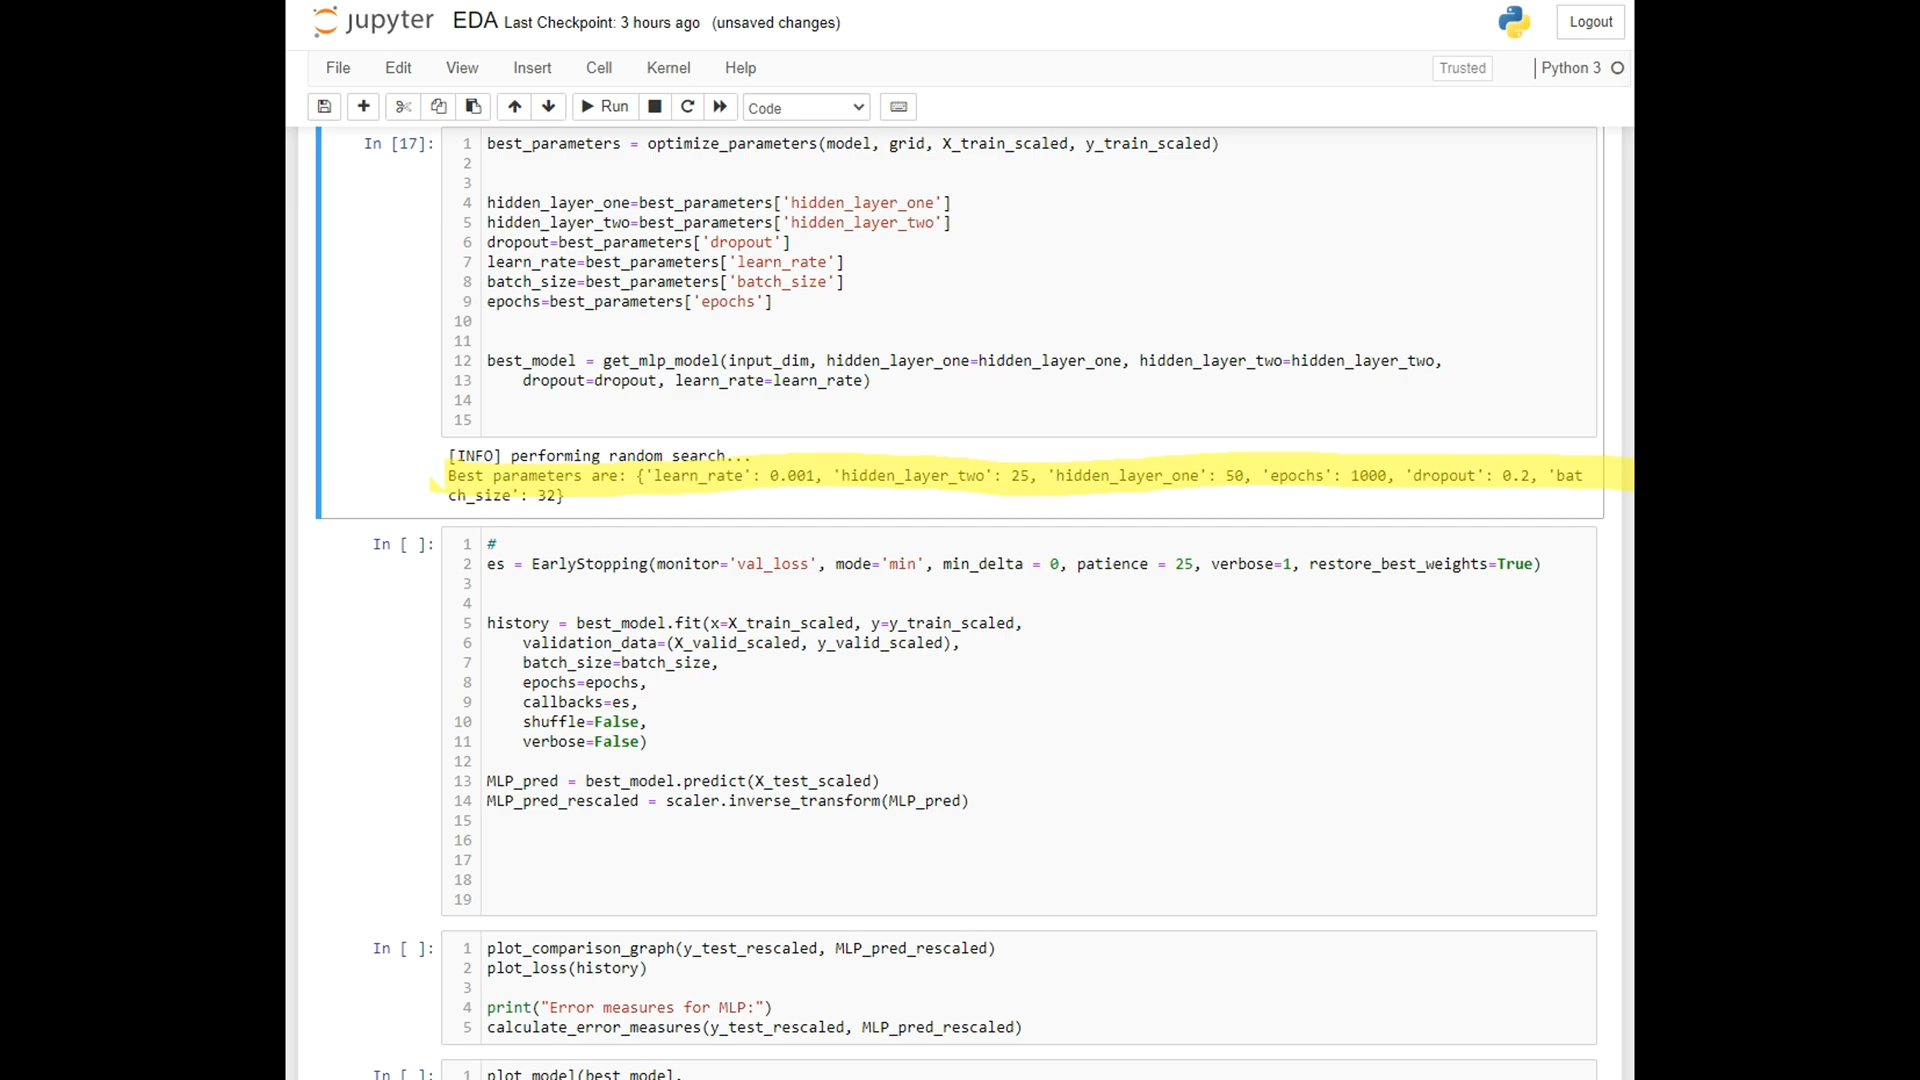 jupyter EDA Last Checkpoint: 3 hours ago (unsaved changes) Logout
File Edit View Insert Cell Kernel Help Trusted Python 3
Run Code
In [17]: 1 best_parameters = optimize_parameters(model, grid, X_train_scaled, y_train_scaled)
2
3
4 hidden_layer_one=best_parameters['hidden_layer_one']
5 hidden_layer_two=best_parameters['hidden_layer_two']
6 dropout=best_parameters['dropout']
7 learn_rate=best_parameters['learn_rate']
8 batch_size=best_parameters['batch_size']
9 epochs=best_parameters['epochs']
10
11
12 best_model = get_mlp_model(input_dim, hidden_layer_one=hidden_layer_one, hidden_layer_two=hidden_layer_two,
13 dropout=dropout, learn_rate=learn_rate)
14
15
[INFO] performing random search...
Best parameters are: {'learn_rate': 0.001, 'hidden_layer_two': 25, 'hidden_layer_one': 50, 'epochs': 1000, 'dropout': 0.2, 'bat
ch_size': 32}
In [ ]: 1 #
2 es = EarlyStopping(monitor='val_loss', mode='min', min_delta = 0, patience = 25, verbose=1, restore_best_weights=True)
3
4
5 history = best_model.fit(x=X_train_scaled, y=y_train_scaled,
6 validation_data=(X_valid_scaled, y_valid_scaled),
7 batch_size=batch_size,
8 epochs=epochs,
9 callbacks=es,
10 shuffle=False,
11 verbose=False)
12
13 MLP_pred = best_model.predict(X_test_scaled)
14 MLP_pred_rescaled = scaler.inverse_transform(MLP_pred)
15
16
17
18
19
In [ ]: 1 plot_comparison_graph(y_test_rescaled, MLP_pred_rescaled)
2 plot_loss(history)
3
4 print("Error measures for MLP:")
5 calculate_error_measures(y_test_rescaled, MLP_pred_rescaled)
In [ ]: 1 plot_model(best_model,